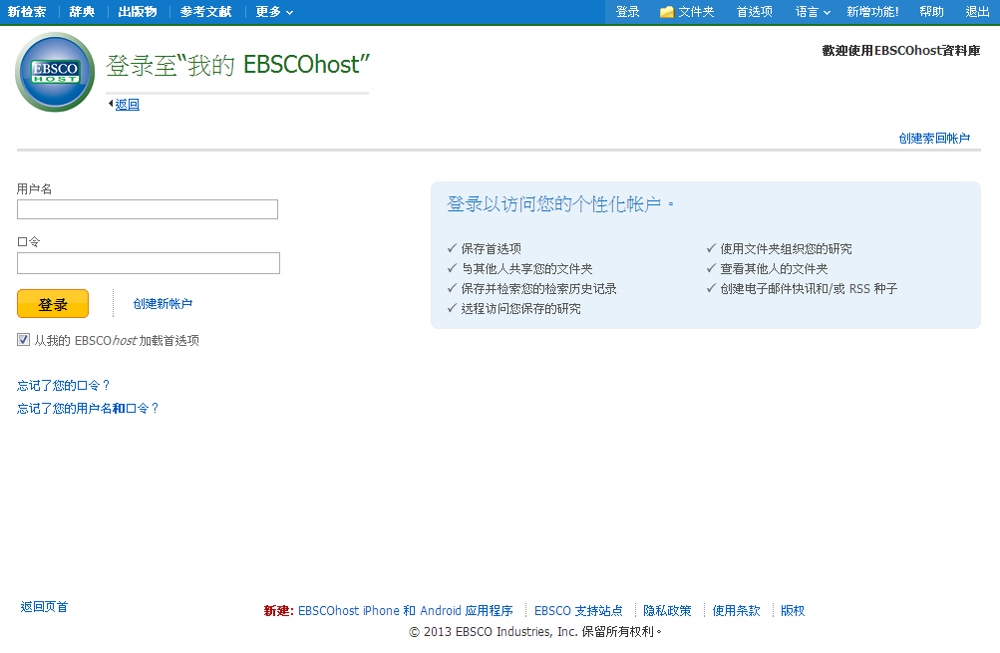 新检索 辞典 出版物 参考文献 更多 登录 文件夹 首选项 语言 新增功能! 帮助 退出
歡迎使用EBSCOhost資料庫
EBSCO
HOST
登录至“我的 EBSCOhost”
返回
创建索回帐户
用户名
口令
登录 创建新帐户
从我的 EBSCOhost 加载首选项
忘记了您的口令？
忘记了您的用户名和口令？
登录以访问您的个性化帐户。
✓ 保存首选项
✓ 与其他人共享您的文件夹
✓ 保存并检索您的检索历史记录
✓ 远程访问您保存的研究
✓ 使用文件夹组织您的研究
✓ 查看其他人的文件夹
✓ 创建电子邮件快讯和/或 RSS 种子
返回页首
新建: EBSCOhost iPhone 和 Android 应用程序 EBSCO 支持站点 隐私政策 使用条款 版权
© 2013 EBSCO Industries, Inc. 保留所有权利。